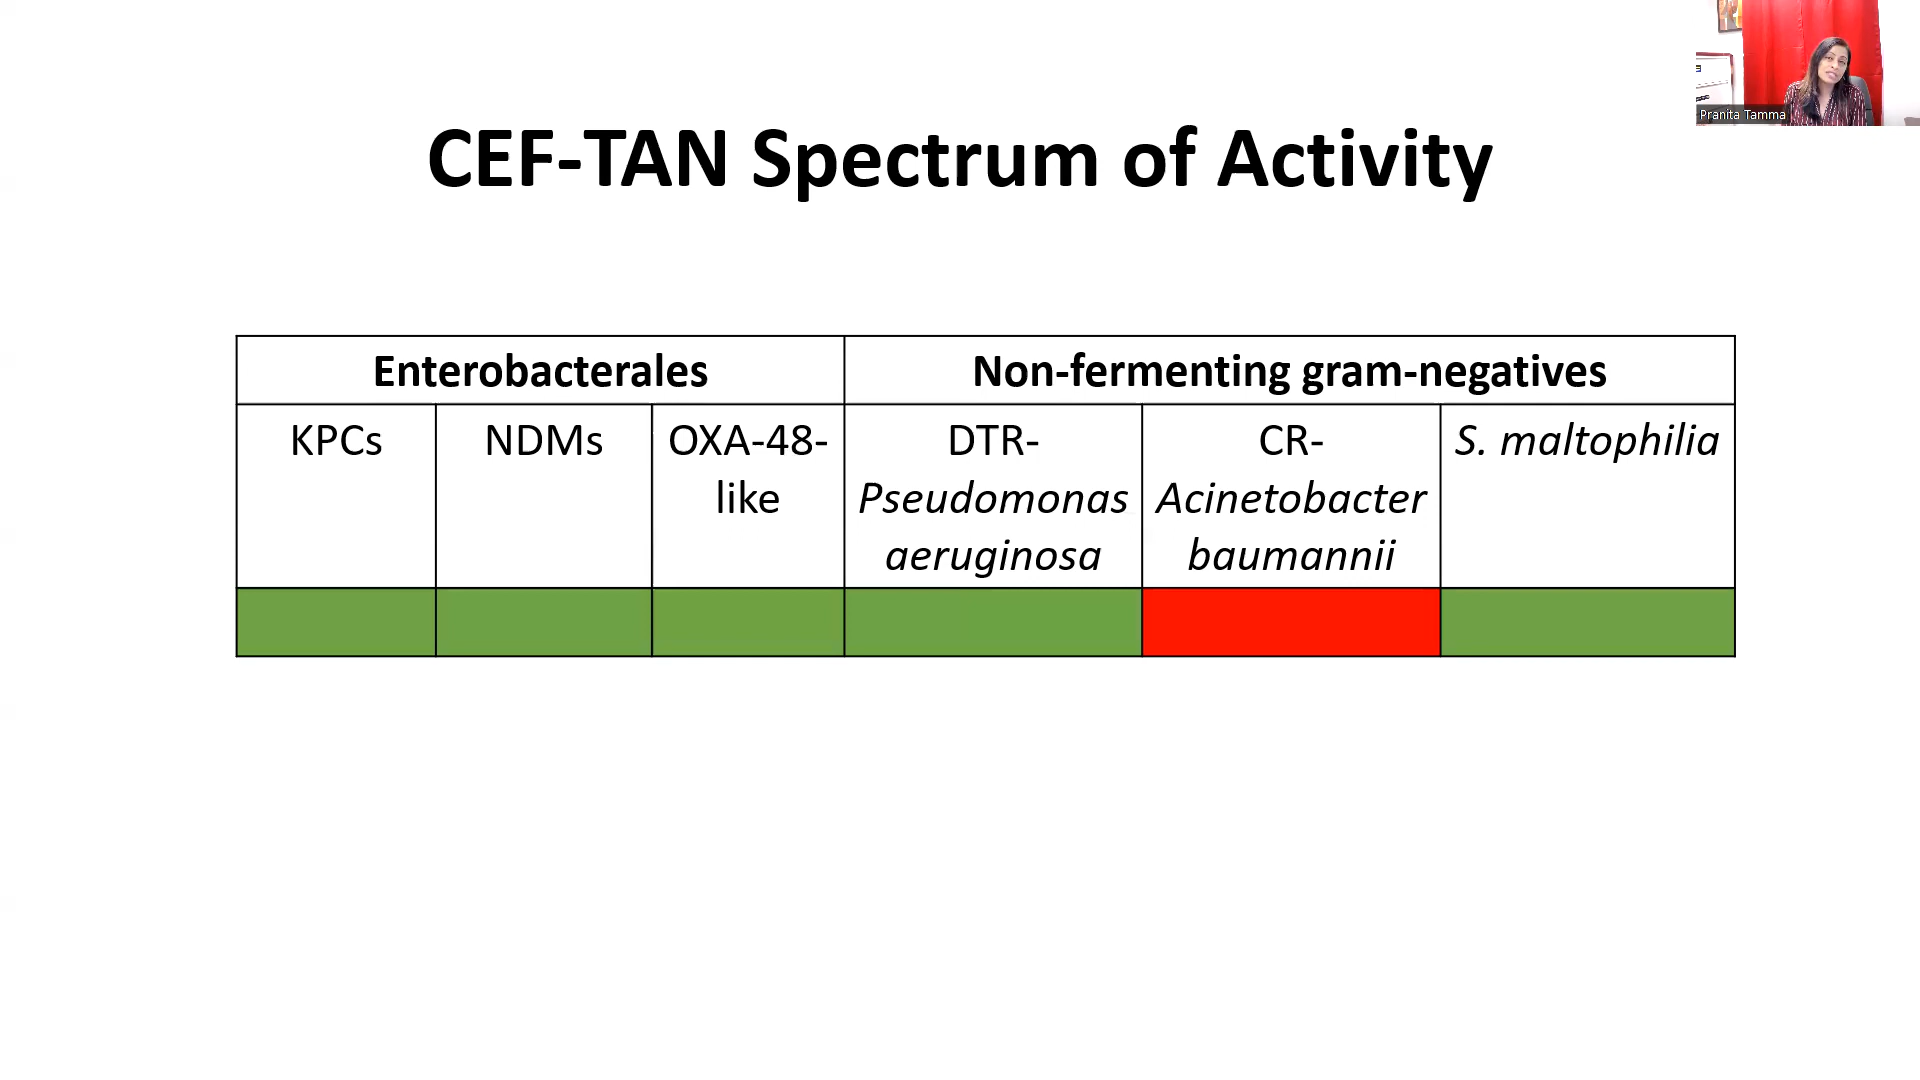 Pranita Tamma
CEF-TAN Spectrum of Activity
Enterobacterales
Non-fermenting gram-negatives
KPCs
NDMs
OXA-48-
like
DTR-
Pseudomonas
aeruginosa
CR-
Acinetobacter
baumannii
S. maltophilia